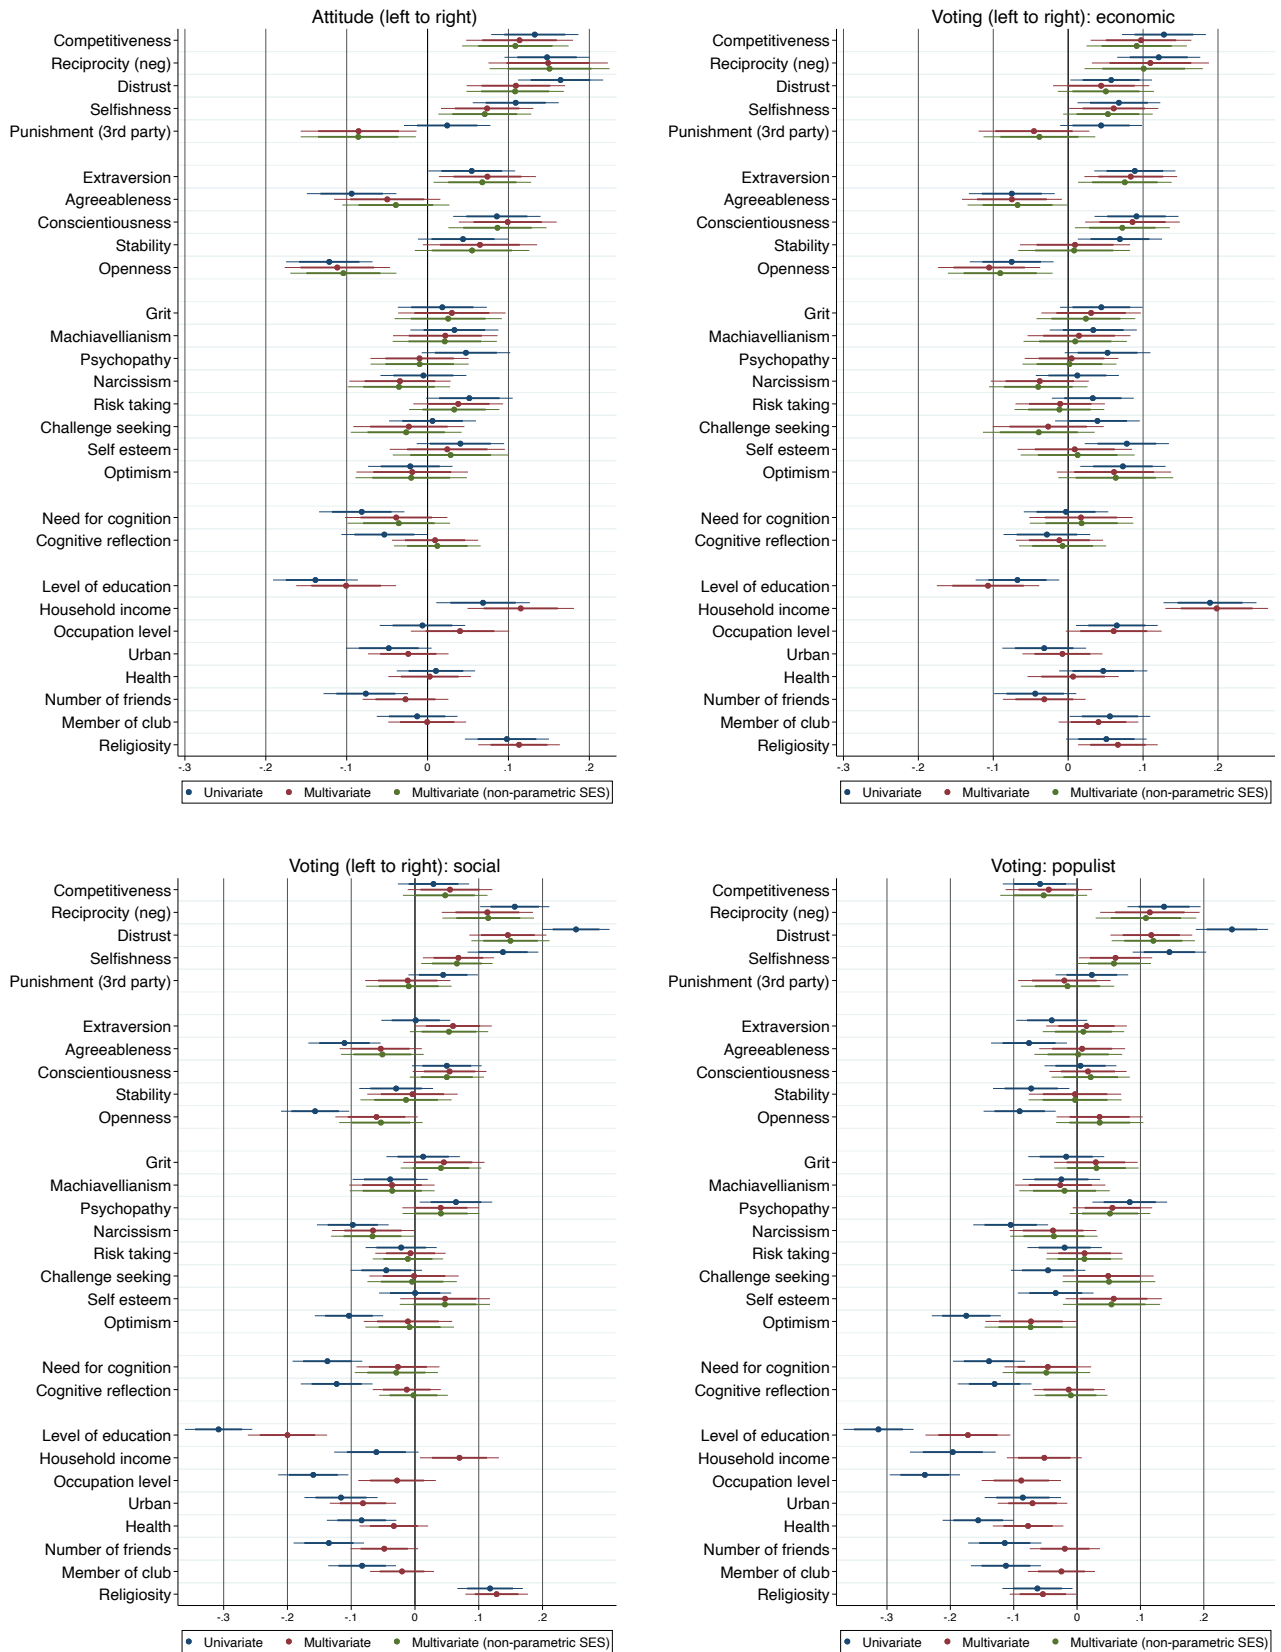 Attitude (left to right)
Competitiveness
Reciprocity (neg)
Distrust
Selfishness
Punishment (3rd party)
Extraversion
Agreeableness
Conscientiousness
Stability
Openness
Grit
Machiavellianism
Psychopathy
Narcissism
Risk taking
Challenge seeking
Self esteem
Optimism
Need for cognition
Cognitive reflection
Level of education
Household income
Occupation level
Urban
Health
Number of friends
Member of club
Religiosity
-.3 -.2 -.1 0 .1 .2
Univariate Multivariate Multivariate (non-parametric SES)
Voting (left to right): economic
Competitiveness
Reciprocity (neg)
Distrust
Selfishness
Punishment (3rd party)
Extraversion
Agreeableness
Conscientiousness
Stability
Openness
Grit
Machiavellianism
Psychopathy
Narcissism
Risk taking
Challenge seeking
Self esteem
Optimism
Need for cognition
Cognitive reflection
Level of education
Household income
Occupation level
Urban
Health
Number of friends
Member of club
Religiosity
-.3 -.2 -.1 0 .1 .2
Univariate Multivariate Multivariate (non-parametric SES)
Voting (left to right): social
Competitiveness
Reciprocity (neg)
Distrust
Selfishness
Punishment (3rd party)
Extraversion
Agreeableness
Conscientiousness
Stability
Openness
Grit
Machiavellianism
Psychopathy
Narcissism
Risk taking
Challenge seeking
Self esteem
Optimism
Need for cognition
Cognitive reflection
Level of education
Household income
Occupation level
Urban
Health
Number of friends
Member of club
Religiosity
-.3 -.2 -.1 0 .1 .2
Univariate Multivariate Multivariate (non-parametric SES)
Voting: populist
Competitiveness
Reciprocity (neg)
Distrust
Selfishness
Punishment (3rd party)
Extraversion
Agreeableness
Conscientiousness
Stability
Openness
Grit
Machiavellianism
Psychopathy
Narcissism
Risk taking
Challenge seeking
Self esteem
Optimism
Need for cognition
Cognitive reflection
Level of education
Household income
Occupation level
Urban
Health
Number of friends
Member of club
Religiosity
-.3 -.2 -.1 0 .1 .2
Univariate Multivariate Multivariate (non-parametric SES)